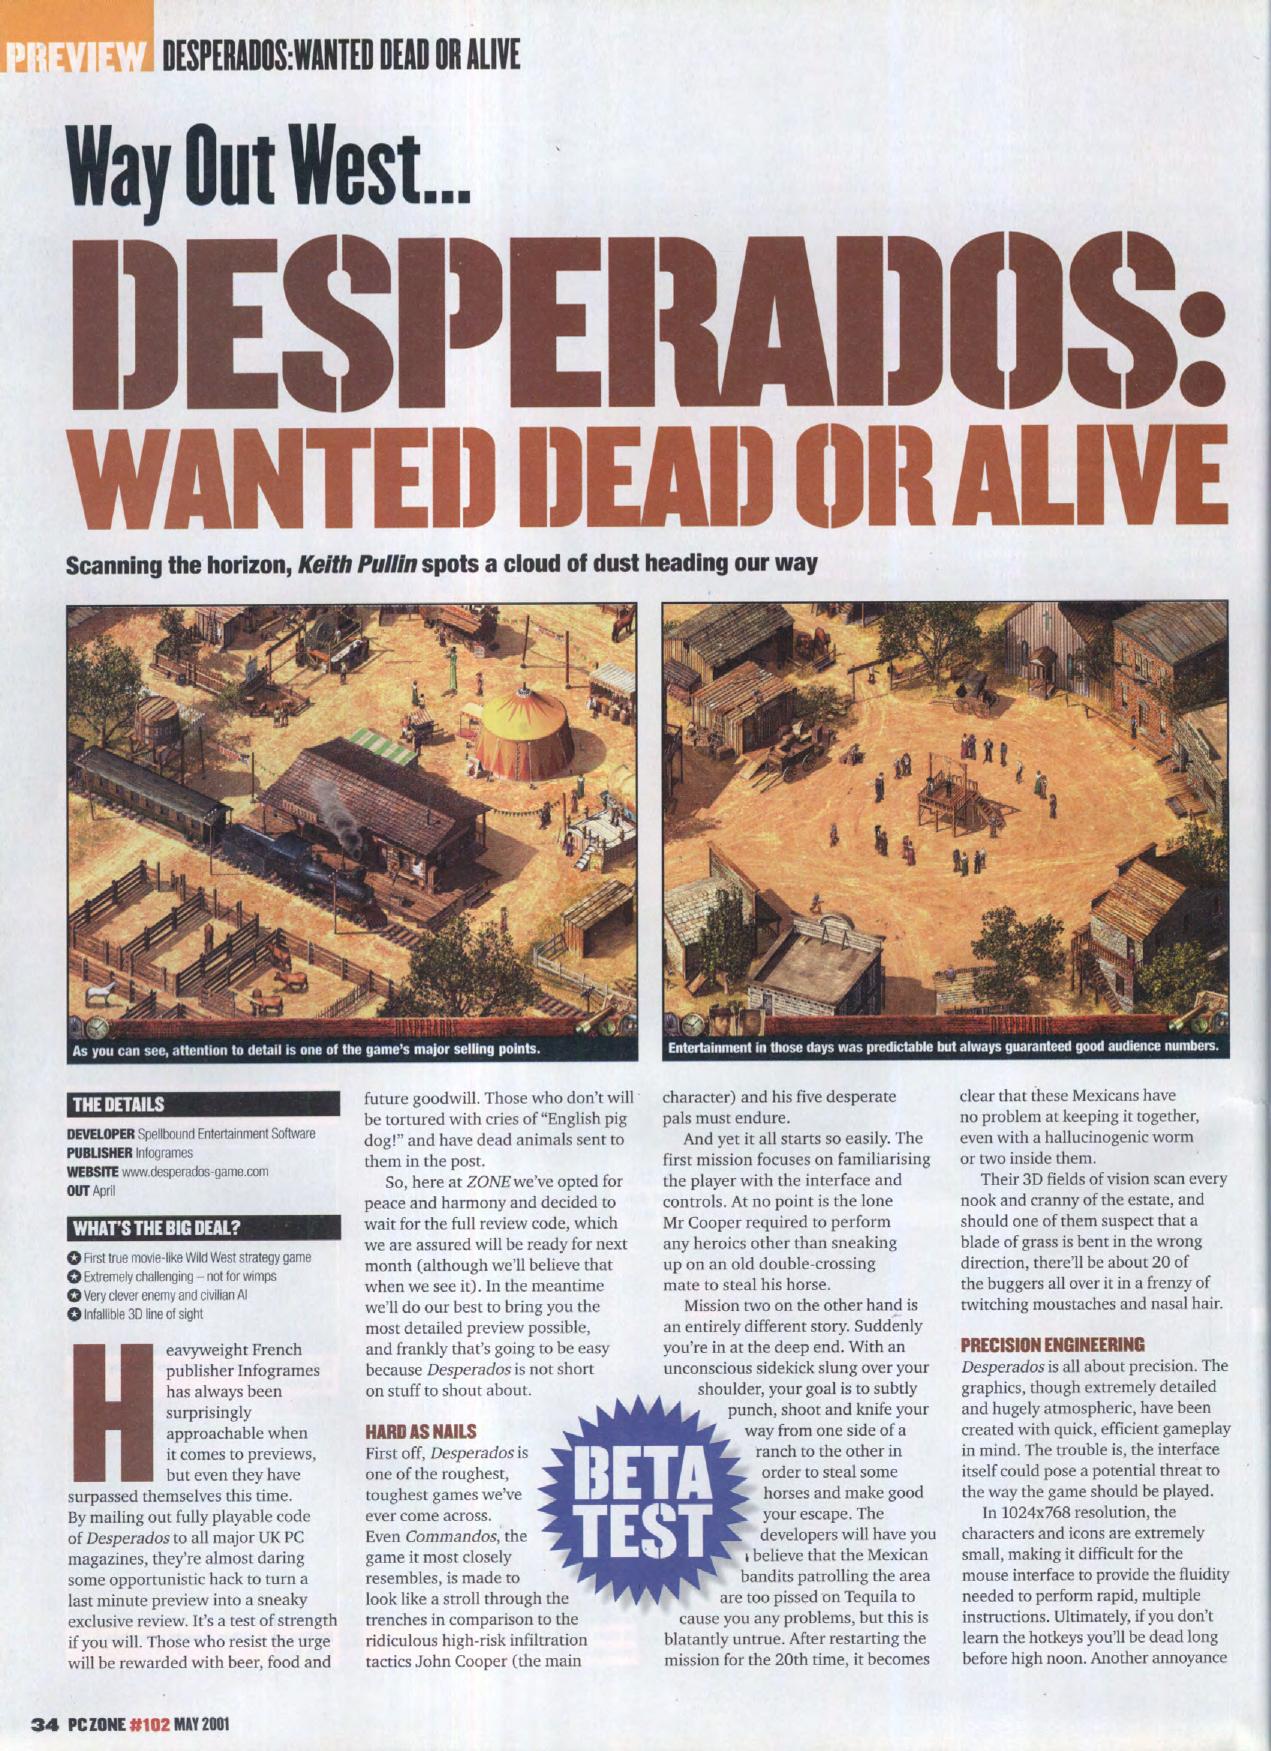 PREVIEW DESPERADOS:WANTED DEAD OR ALIVE
Way Out West...
DESPERADOS:
WANTED DEAD OR ALIVE
Scanning the horizon, Keith Pullin spots a cloud of dust heading our way
DESPERADOS
As you can see, attention to detail is one of the game's major selling points.
DESPERADOS
Entertainment in those days was predictable but always guaranteed good audience numbers.
THE DETAILS
DEVELOPER Spellbound Entertainment Software
PUBLISHER Infogrames
WEBSITE www.desperados-game.com
OUT April
WHAT'S THE BIG DEAL?
First true movie-like Wild West strategy game
Extremely challenging – not for wimps
Very clever enemy and civilian AI
Infallible 3D line of sight
Heavyweight French
publisher Infogrames
has always been
surprisingly
approachable when
it comes to previews,
but even they have
surpassed themselves this time.
By mailing out fully playable code
of Desperados to all major UK PC
magazines, they're almost daring
some opportunistic hack to turn a
last minute preview into a sneaky
exclusive review. It's a test of strength
if you will. Those who resist the urge
will be rewarded with beer, food and
future goodwill. Those who don't will
be tortured with cries of "English pig
dog!" and have dead animals sent to
them in the post.
So, here at ZONE we've opted for
peace and harmony and decided to
wait for the full review code, which
we are assured will be ready for next
month (although we'll believe that
when we see it). In the meantime
we'll do our best to bring you the
most detailed preview possible,
and frankly that's going to be easy
because Desperados is not short
on stuff to shout about.
HARD AS NAILS
First off, Desperados is
one of the roughest,
toughest games we've
ever come across.
Even Commandos, the
game it most closely
resembles, is made to
look like a stroll through the
trenches in comparison to the
ridiculous high-risk infiltration
tactics John Cooper (the main
BETA
TEST
character) and his five desperate
pals must endure.
And yet it all starts so easily. The
first mission focuses on familiarising
the player with the interface and
controls. At no point is the lone
Mr Cooper required to perform
any heroics other than sneaking
up on an old double-crossing
mate to steal his horse.
Mission two on the other hand is
an entirely different story. Suddenly
you're in at the deep end. With an
unconscious sidekick slung over your
shoulder, your goal is to subtly
punch, shoot and knife your
way from one side of a
ranch to the other in
order to steal some
horses and make good
your escape. The
developers will have you
believe that the Mexican
bandits patrolling the area
are too pissed on Tequila to
cause you any problems, but this is
blatantly untrue. After restarting the
mission for the 20th time, it becomes
clear that these Mexicans have
no problem at keeping it together,
even with a hallucinogenic worm
or two inside them.
Their 3D fields of vision scan every
nook and cranny of the estate, and
should one of them suspect that a
blade of grass is bent in the wrong
direction, there'll be about 20 of
the buggers all over it in a frenzy of
twitching moustaches and nasal hair.
PRECISION ENGINEERING
Desperados is all about precision. The
graphics, though extremely detailed
and hugely atmospheric, have been
created with quick, efficient gameplay
in mind. The trouble is, the interface
itself could pose a potential threat to
the way the game should be played.
In 1024x768 resolution, the
characters and icons are extremely
small, making it difficult for the
mouse interface to provide the fluidity
needed to perform rapid, multiple
instructions. Ultimately, if you don't
learn the hotkeys you'll be dead long
before high noon. Another annoyance
34 PCZONE #102 MAY 2001